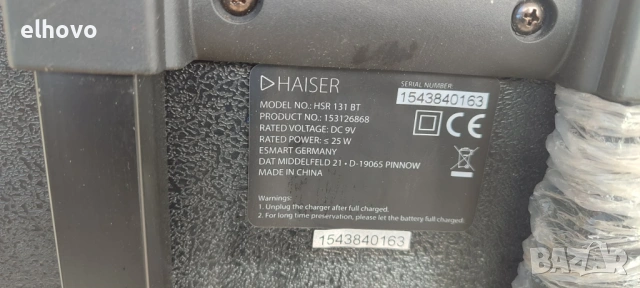 elhovo
HAISER
SERIAL NUMBER:
1543840163
MODEL NO.: HSR 131 BT
PRODUCT NO.: 153126868
RATED VOLTAGE: DC 9V
RATED POWER: ≤ 25 W
ESMART GERMANY
DAT MIDDELFELD 21 • D-19065 PINNOW
MADE IN CHINA
CE
Warnings:
1. Unplug the charger after full charged.
2. For long time preservation, please let the battery full charged.
1543840163
BAZAR